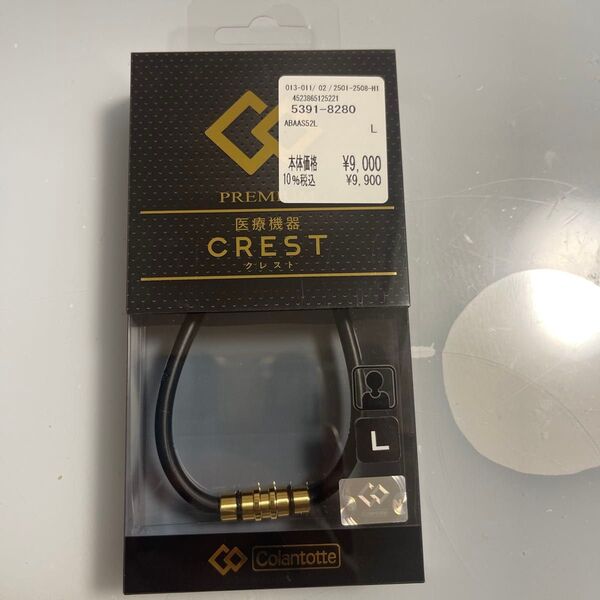 013-011/ 02 / 2501-2508-H1
4523865125221
5391-8280
ABAAS52L
L
本体価格 ¥9,000
10%税込 ¥9,900
医療機器
CREST
クレスト
L
Colantotte